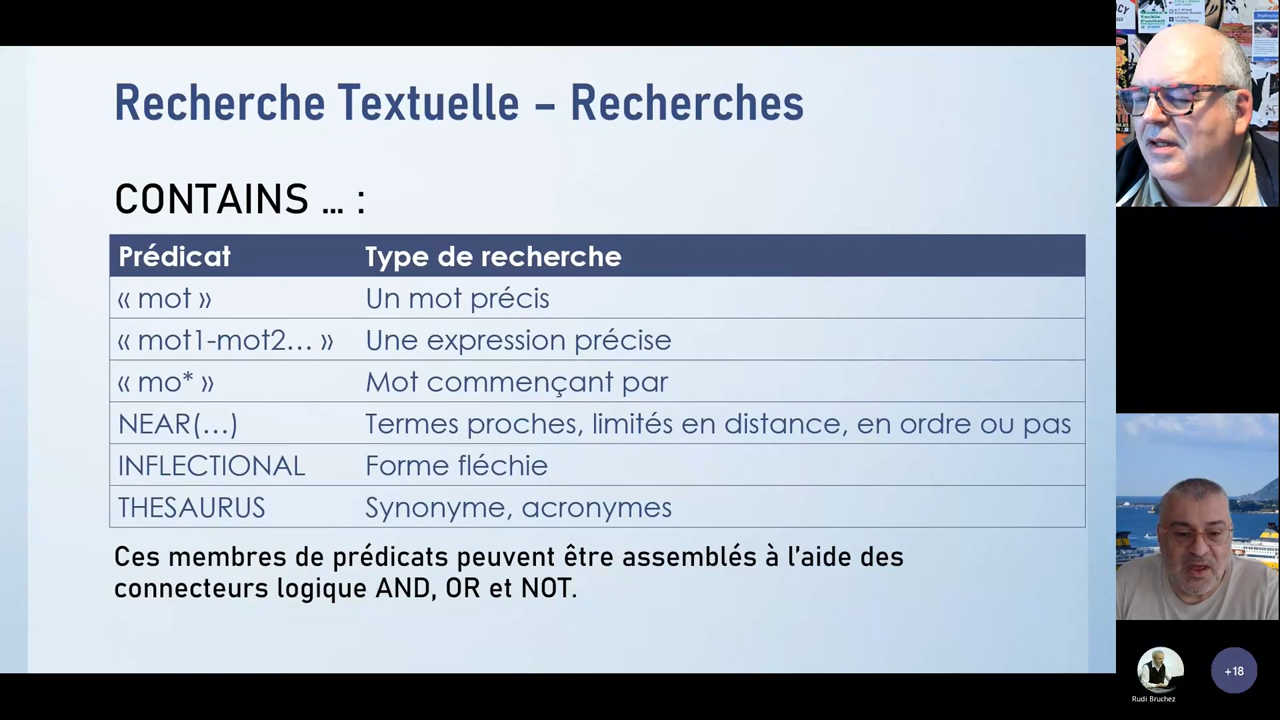 Recherche Textuelle – Recherches
CONTAINS … :
Prédicat Type de recherche
« mot » Un mot précis
« mot1-mot2… » Une expression précise
« mo* » Mot commençant par
NEAR(…) Termes proches, limités en distance, en ordre ou pas
INFLECTIONAL Forme fléchie
THESAURUS Synonyme, acronymes
Ces membres de prédicats peuvent être assemblés à l’aide des
connecteurs logique AND, OR et NOT.
Rudi Bruchez
+18